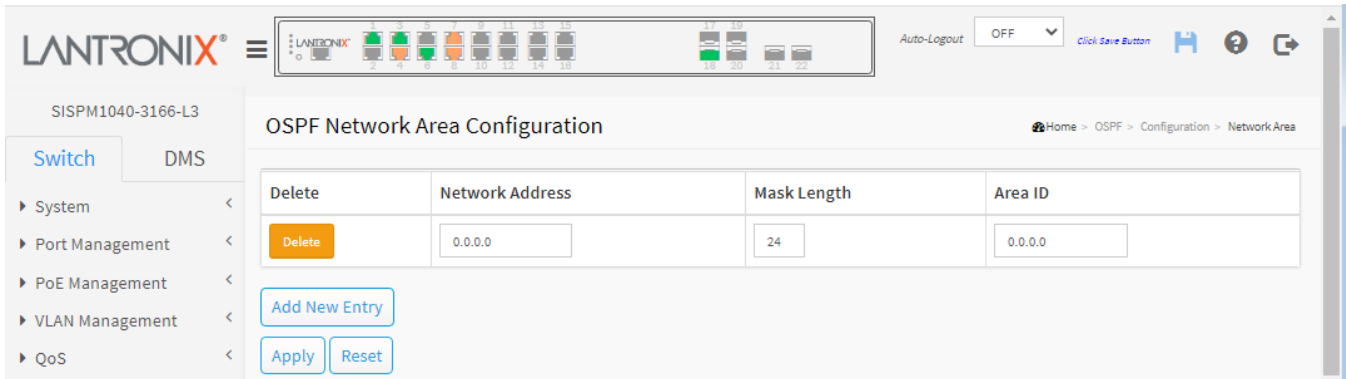 LANTRONIX®
LANTRONIX
1 3 5 7 9 11 13 15
2 4 6 8 10 12 14 16
17 19
18 20 21 22
Auto-Logout
OFF
Click Save Button
SISPM1040-3166-L3
Switch
DMS
System
Port Management
PoE Management
VLAN Management
QoS
OSPF Network Area Configuration
Home > OSPF > Configuration > Network Area
Delete Network Address Mask Length Area ID
Delete 0.0.0.0 24 0.0.0.0
Add New Entry
Apply Reset